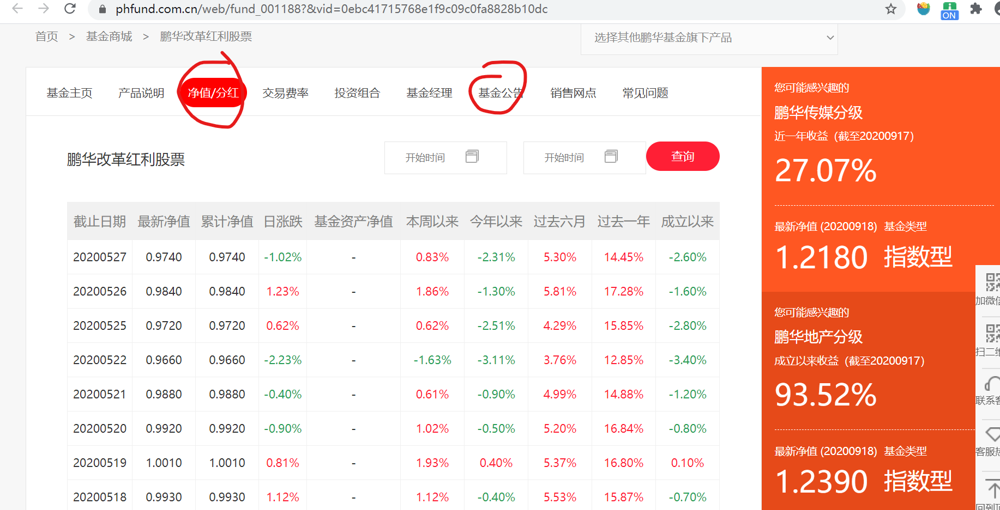 phfund.com.cn/web/fund_001188?&vid=0ebc41715768e1f9c09c0fa8828b10dc
ON
首页 > 基金商城 > 鹏华改革红利股票
选择其他鹏华基金旗下产品
基金主页 产品说明 净值/分红 交易费率 投资组合 基金经理 基金公告 销售网点 常见问题
鹏华改革红利股票 开始时间 开始时间 查询
截止日期 最新净值 累计净值 日涨跌 基金资产净值 本周以来 今年以来 过去六月 过去一年 成立以来
20200527 0.9740 0.9740 -1.02% - 0.83% -2.31% 5.30% 14.45% -2.60%
20200526 0.9840 0.9840 1.23% - 1.86% -1.30% 5.81% 17.28% -1.60%
20200525 0.9720 0.9720 0.62% - 0.62% -2.51% 4.29% 15.85% -2.80%
20200522 0.9660 0.9660 -2.23% - -1.63% -3.11% 3.76% 12.85% -3.40%
20200521 0.9880 0.9880 -0.40% - 0.61% -0.90% 4.99% 14.88% -1.20%
20200520 0.9920 0.9920 -0.90% - 1.02% -0.50% 5.20% 16.84% -0.80%
20200519 1.0010 1.0010 0.81% - 1.93% 0.40% 5.37% 16.80% 0.10%
20200518 0.9930 0.9930 1.12% - 1.12% -0.40% 5.53% 15.87% -0.70%
您可能感兴趣的
鹏华传媒分级
近一年收益（截至20200917）
27.07%
最新净值 (20200918) 基金类型
1.2180 指数型
您可能感兴趣的
鹏华地产分级
成立以来收益（截至20200917）
93.52%
最新净值 (20200918) 基金类型
1.2390 指数型
加微信
扫二维
联系客
客服热
回到顶